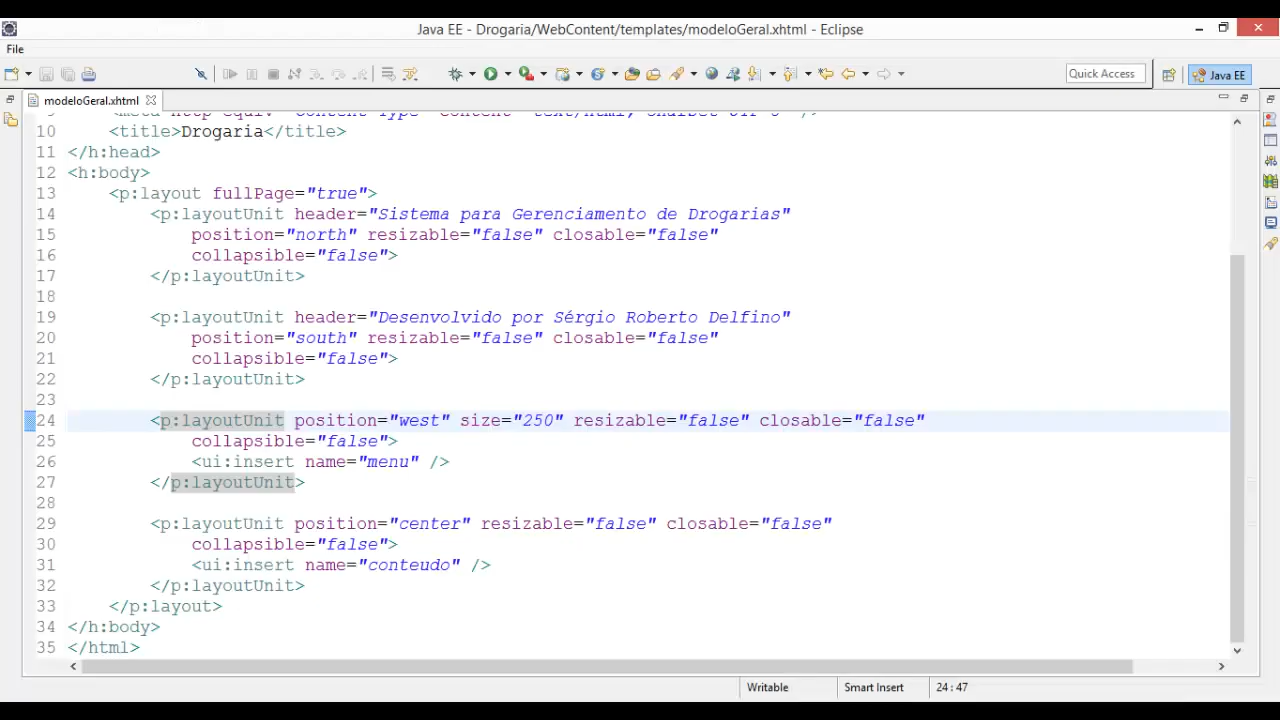 Java EE - Drogaria/WebContent/templates/modeloGeral.xhtml - Eclipse
File
Quick Access
Java EE
modeloGeral.xhtml
10 <title>Drogaria</title>
11 </h:head>
12 <h:body>
13 <p:layout fullPage="true">
14 <p:layoutUnit header="Sistema para Gerenciamento de Drogarias"
15 position="north" resizable="false" closable="false"
16 collapsible="false">
17 </p:layoutUnit>
18
19 <p:layoutUnit header="Desenvolvido por Sérgio Roberto Delfino"
20 position="south" resizable="false" closable="false"
21 collapsible="false">
22 </p:layoutUnit>
23
24 <p:layoutUnit position="west" size="250" resizable="false" closable="false"
25 collapsible="false">
26 <ui:insert name="menu" />
27 </p:layoutUnit>
28
29 <p:layoutUnit position="center" resizable="false" closable="false"
30 collapsible="false">
31 <ui:insert name="conteudo" />
32 </p:layoutUnit>
33 </p:layout>
34 </h:body>
35 </html>
Writable Smart Insert 24 : 47